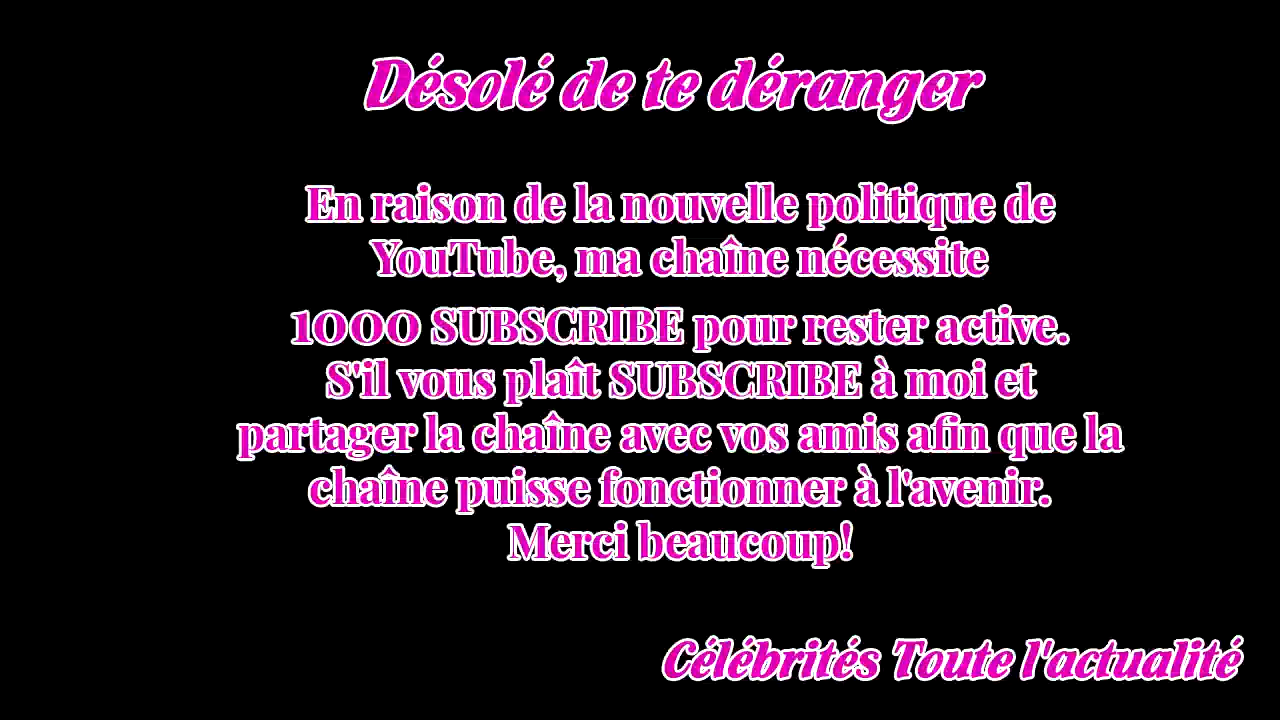 Désolé de te déranger
En raison de la nouvelle politique de
YouTube, ma chaîne nécessite
1000 SUBSCRIBE pour rester active.
S'il vous plaît SUBSCRIBE à moi et
partager la chaîne avec vos amis afin que la
chaîne puisse fonctionner à l'avenir.
Merci beaucoup!
Célébrités Toute l'actualité